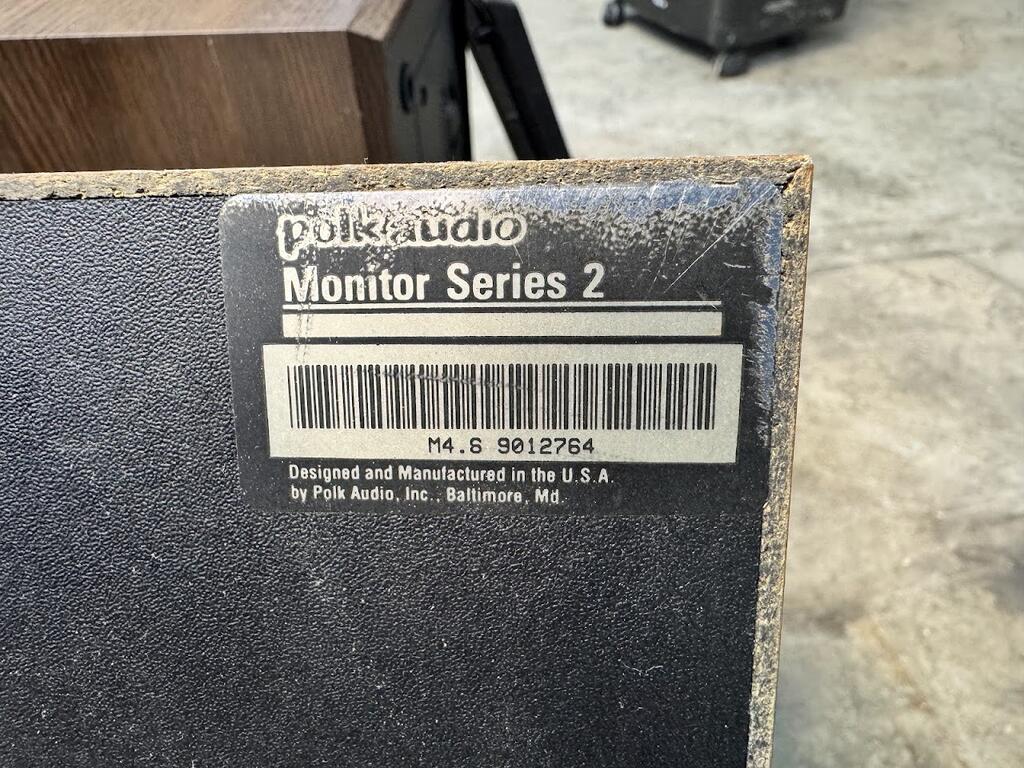 polk audio
Monitor Series 2
M4.6 9012764
Designed and Manufactured in the U.S.A.
by Polk Audio, Inc., Baltimore, Md.